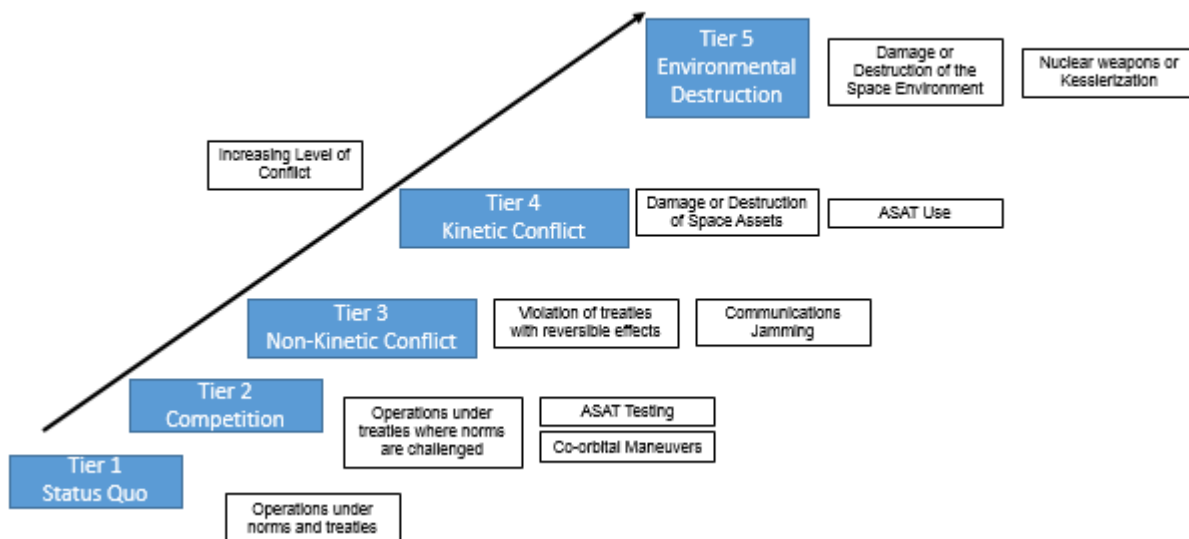 Tier 5
Environmental
Destruction
Damage or
Destruction of the
Space Environment
Nuclear weapons or
Kesslerization
Increasing Level of
Conflict
Tier 4
Kinetic Conflict
Damage or Destruction
of Space Assets
ASAT Use
Tier 3
Non-Kinetic Conflict
Violation of treaties
with reversible effects
Communications
Jamming
Tier 2
Competition
Operations under
treaties where norms
are challenged
ASAT Testing
Co-orbital Maneuvers
Tier 1
Status Quo
Operations under
norms and treaties